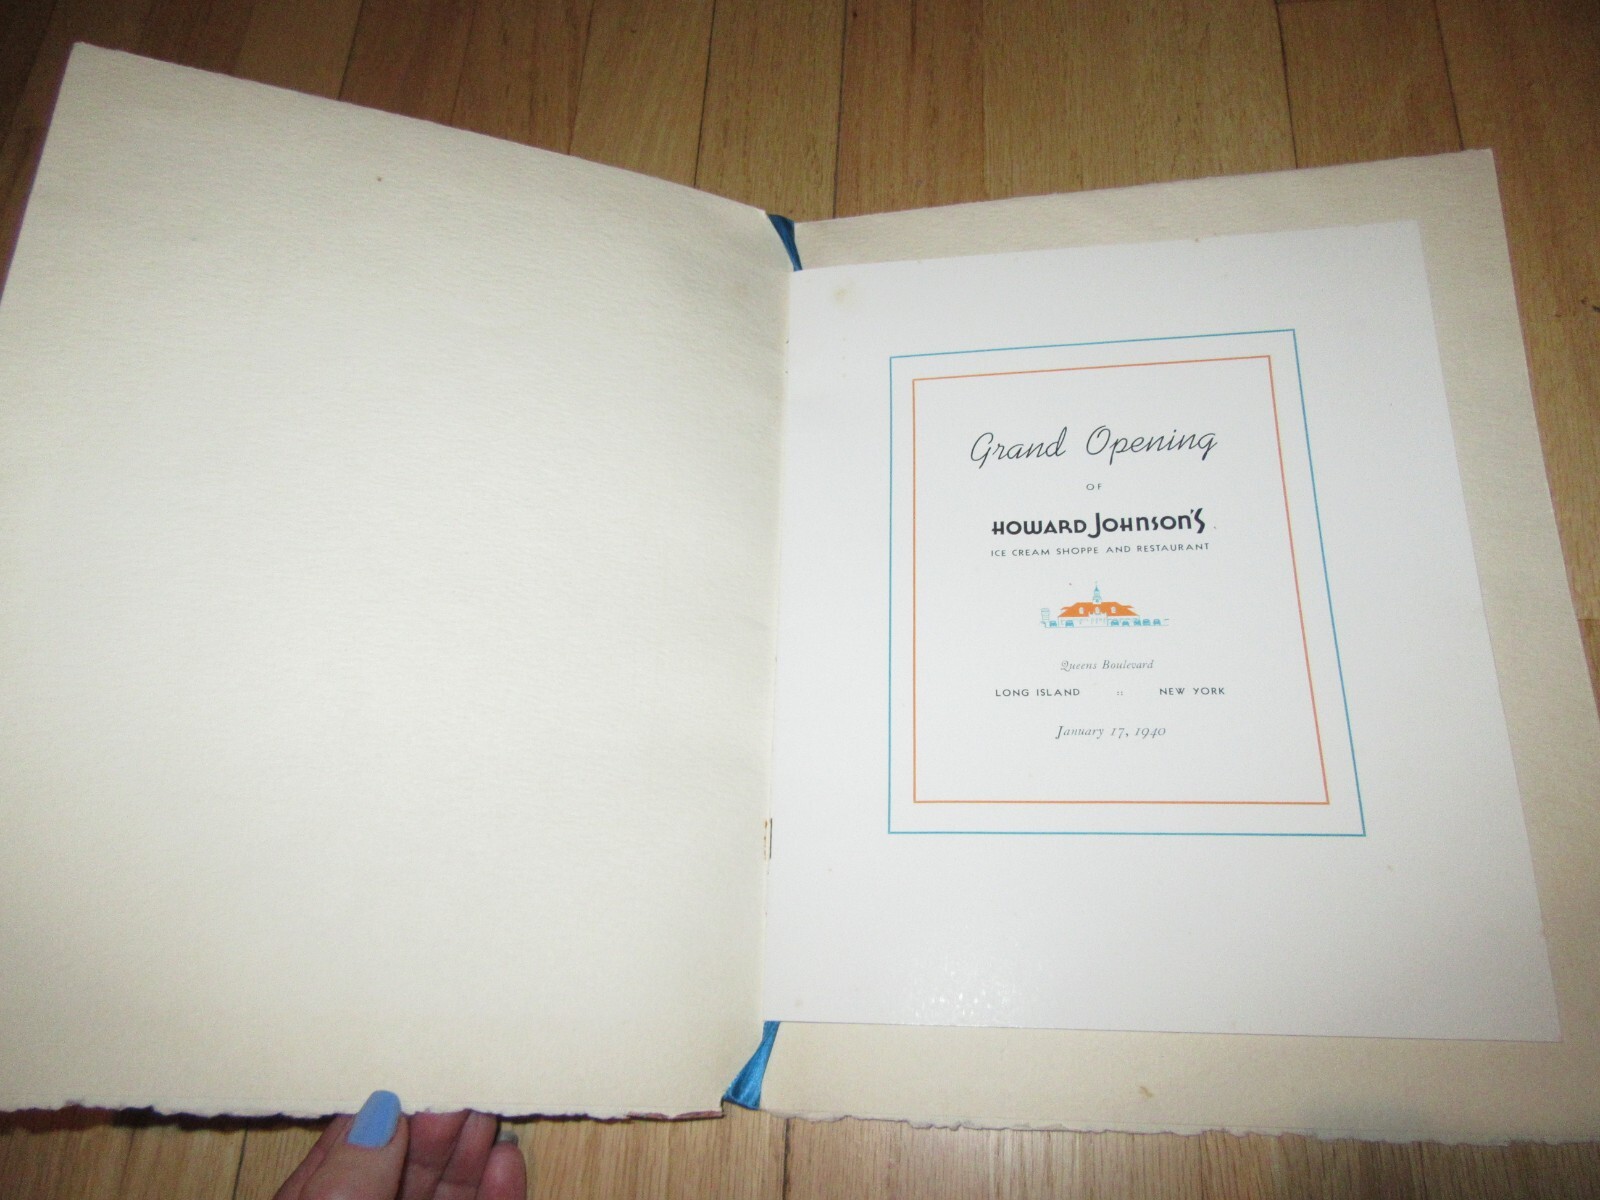 Grand Opening
OF
HOWARD JOHNSON'S
ICE CREAM SHOPPE AND RESTAURANT
Queens Boulevard
LONG ISLAND :: NEW YORK
January 17, 1940